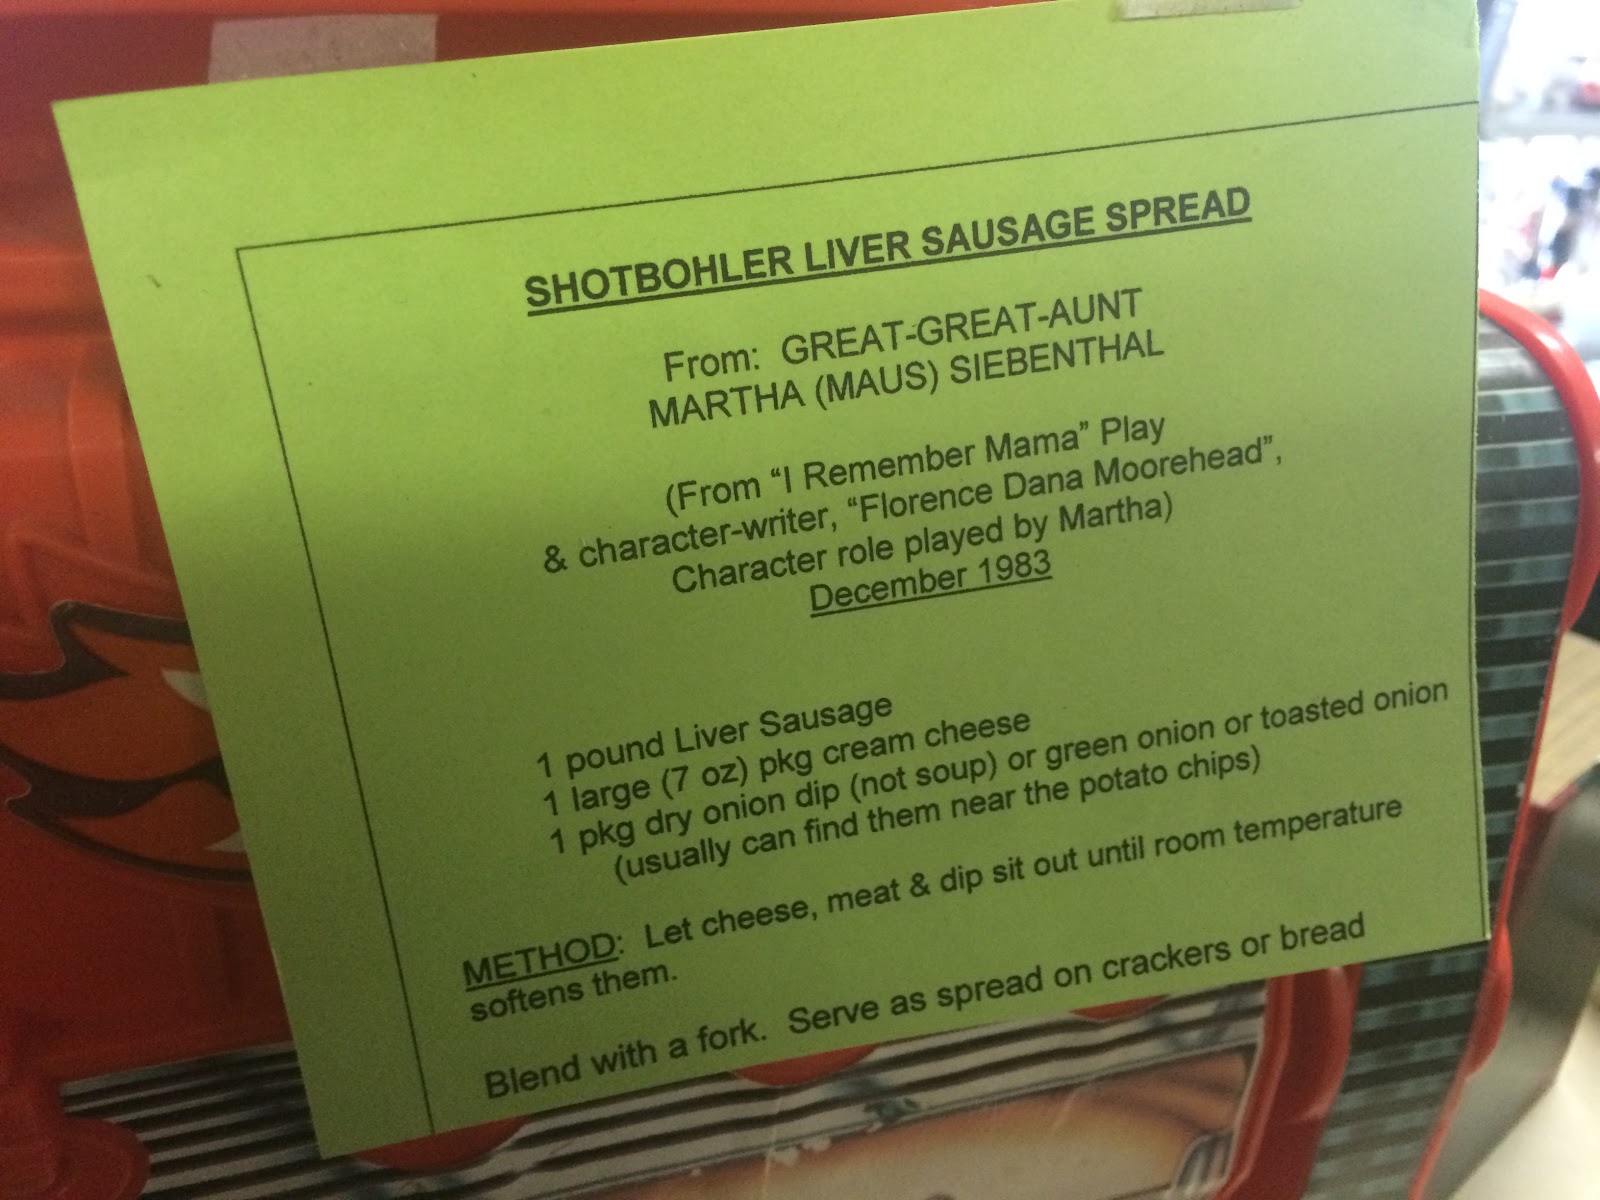 SHOTBOHLER LIVER SAUSAGE SPREAD
From: GREAT-GREAT-AUNT
MARTHA (MAUS) SIEBENTHAL
(From “I Remember Mama” Play
& character-writer, “Florence Dana Moorehead”,
Character role played by Martha)
December 1983
1 pound Liver Sausage
1 large (7 oz) pkg cream cheese
1 pkg dry onion dip (not soup) or green onion or toasted onion
(usually can find them near the potato chips)
METHOD: Let cheese, meat & dip sit out until room temperature
softens them.
Blend with a fork. Serve as spread on crackers or bread